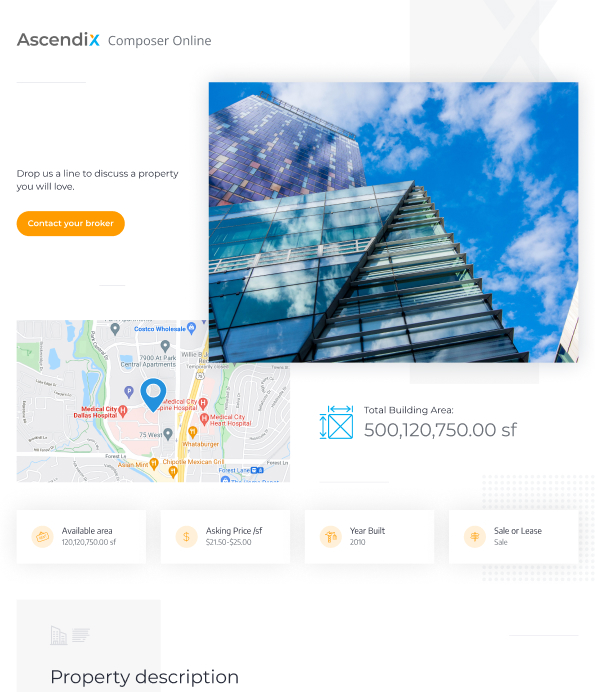 Ascendix Composer Online
Drop us a line to discuss a property
you will love.
Contact your broker
Costco Wholesale
7900 At Park
Central Apartments
Willie B
Temporarily closed
P
Medical City
Dallas Hospital
H
Medical City
Spine Hospital
H
Medical City
Heart Hospital
H
75 West
Whataburger
Forest Ln
Asian Mint
Chipotle Mexican Grill
Forest Lane
Total Building Area:
500,120,750.00 sf
Available area
120,120,750.00 sf
Asking Price /sf
$21.50-$25.00
Year Built
2010
Sale or Lease
Sale
Property description